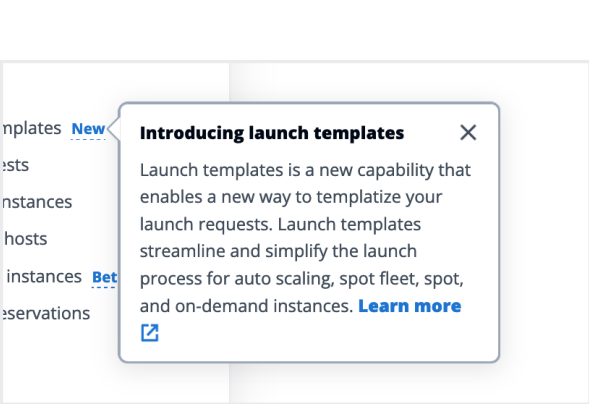 New
Introducing launch templates
Launch templates is a new capability that
enables a new way to templatize your
launch requests. Launch templates
streamline and simplify the launch
process for auto scaling, spot fleet, spot,
and on-demand instances. Learn more
mplates
ests
nstances
hosts
instances Bet
eservations